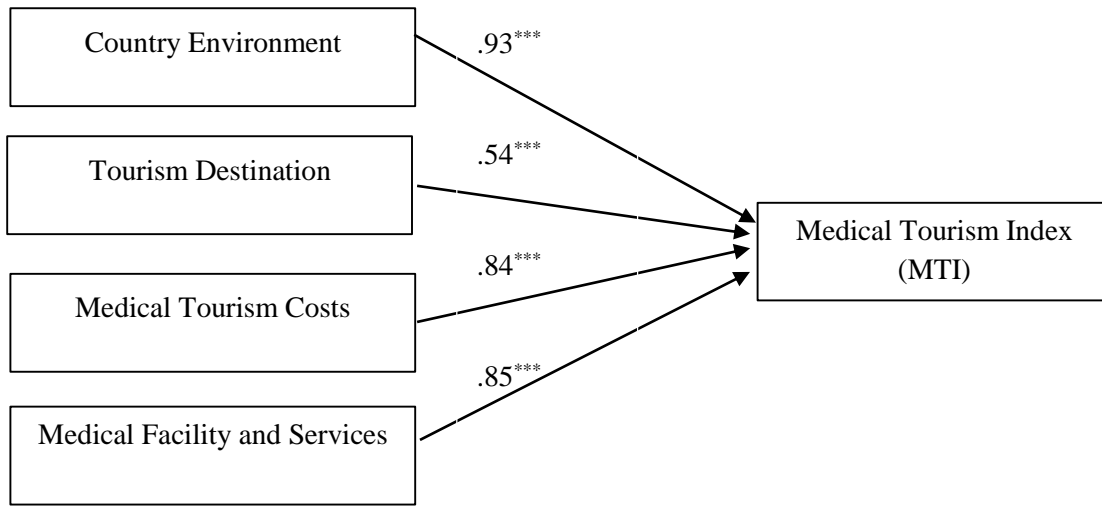 Country Environment
.93***
Tourism Destination
.54***
Medical Tourism Index
(MTI)
Medical Tourism Costs
.84***
Medical Facility and Services
.85***